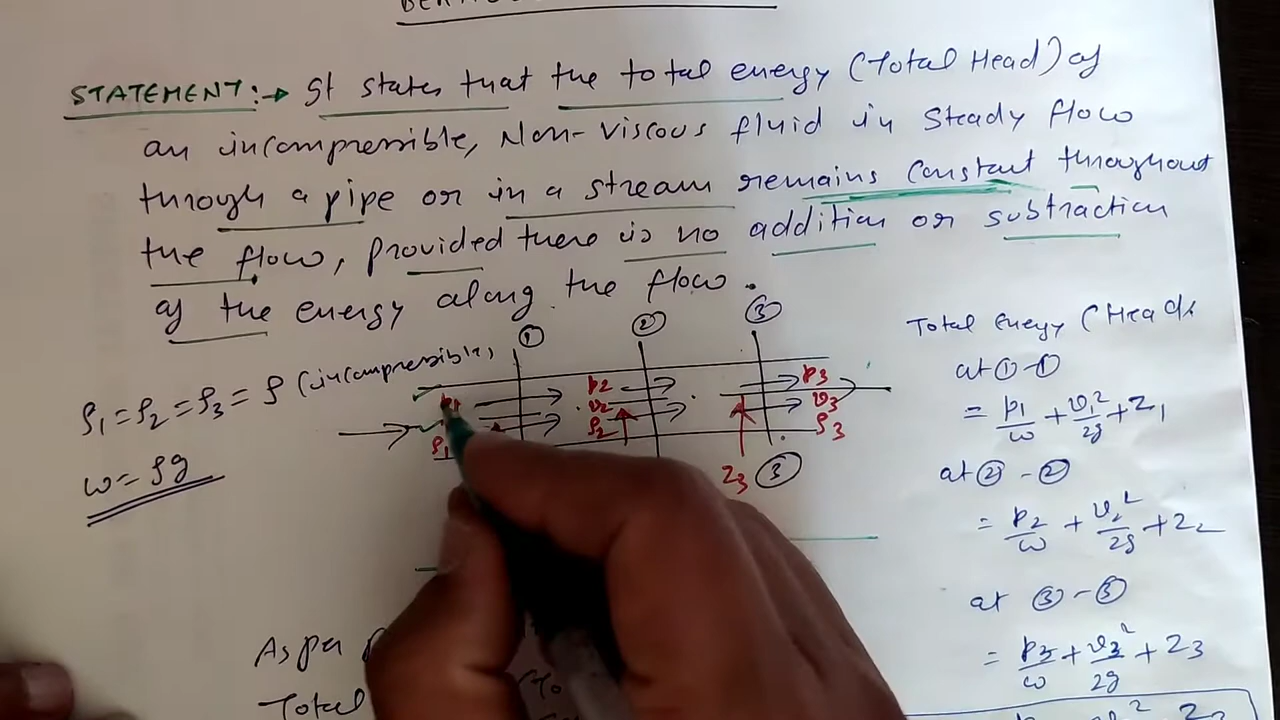 STATEMENT:→ It states that the total energy (Total Head) of
an incompressible, Non-viscous fluid in steady flow
through a pipe or in a stream remains constant throughout
the flow, provided there is no addition or subtraction
of the energy along the flow.
① ② ③
ρ1 = ρ2 = ρ3 = ρ (incompressible)
w = ρg
p1
ρ1
p2
v2
ρ2
p3
v3
ρ3
Z3 ③
Total energy (Head)
at ①-①
= p1/w + v1²/2g + Z1
at ② - ②
= p2/w + v2²/2g + Z2
at ③ - ③
= p3/w + v3²/2g + Z3
As per
Total